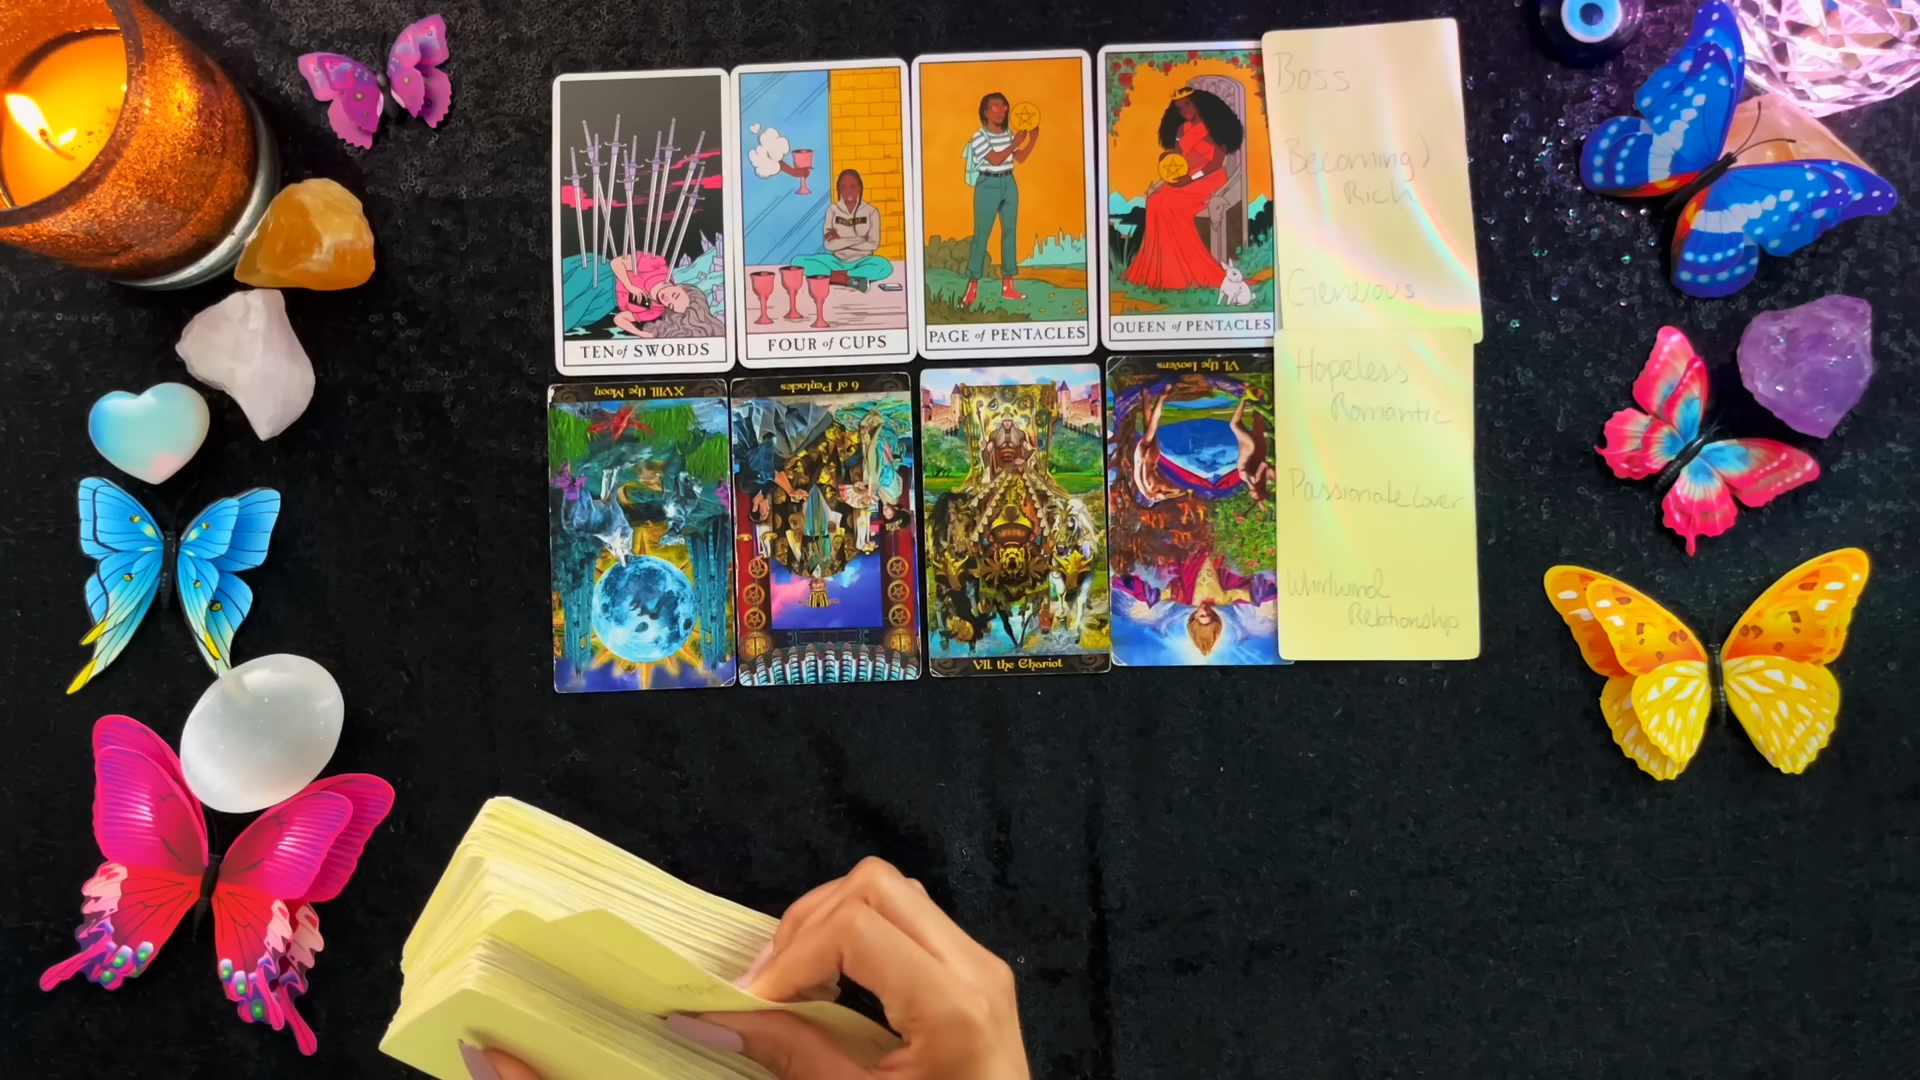 TEN of SWORDS
FOUR of CUPS
PAGE of PENTACLES
QUEEN of PENTACLES
Boss
Becoming)
Rich
Generous
XVIII. the Moon
6 of Pentacles
VII. the Chariot
VI. the Lovers
Hopeless
Romantic
Passionate Lover
Whirlwind
Relationship